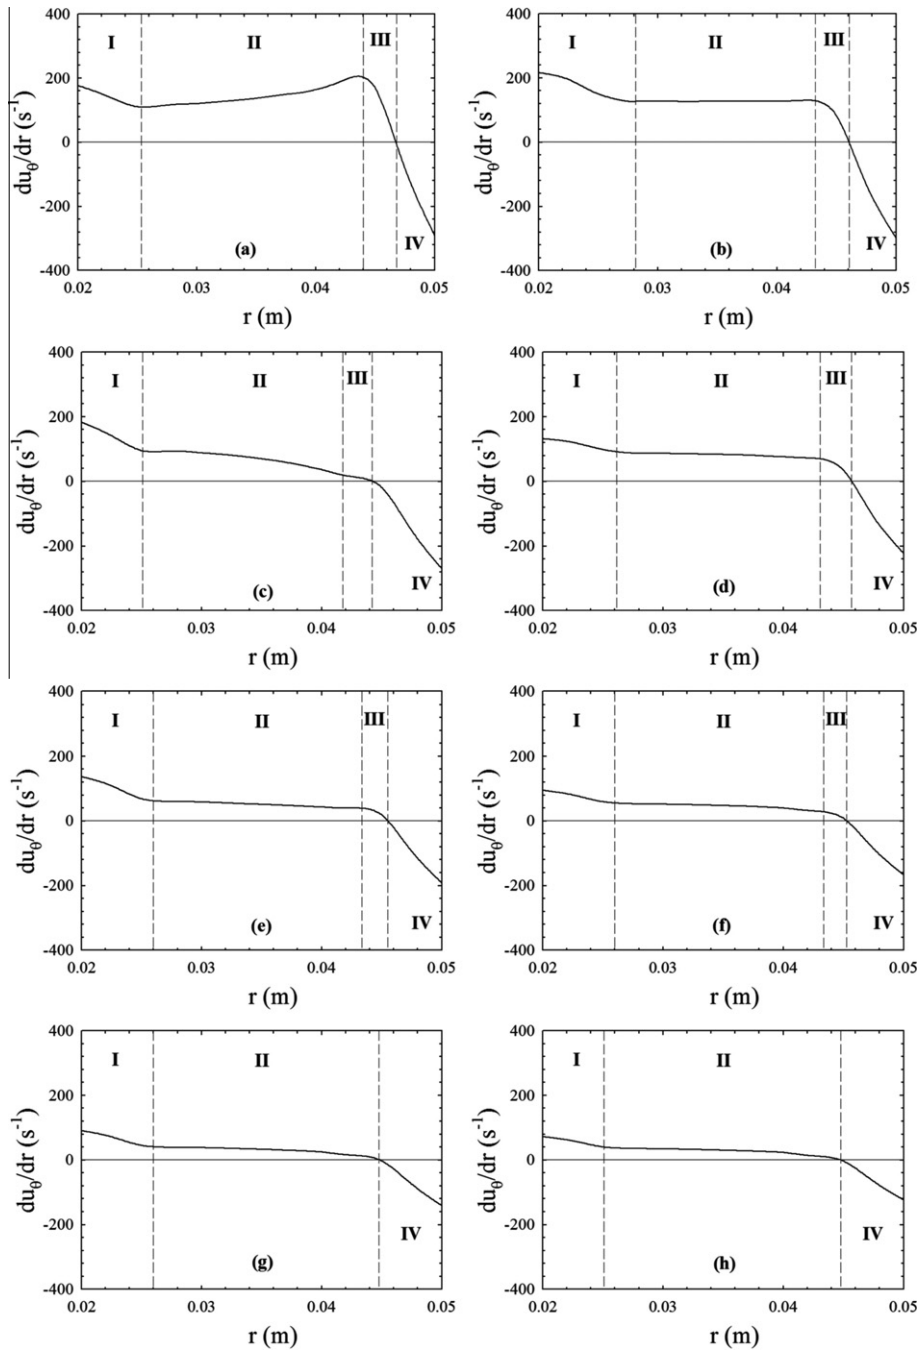 400
200
0
-200
-400
duθ/dr (s⁻¹)
I
II
III
IV
(a)
0.02
0.03
0.04
0.05
r (m)
400
200
0
-200
-400
duθ/dr (s⁻¹)
I
II
III
IV
(b)
0.02
0.03
0.04
0.05
r (m)
400
200
0
-200
-400
duθ/dr (s⁻¹)
I
II
III
IV
(c)
0.02
0.03
0.04
0.05
r (m)
400
200
0
-200
-400
duθ/dr (s⁻¹)
I
II
III
IV
(d)
0.02
0.03
0.04
0.05
r (m)
400
200
0
-200
-400
duθ/dr (s⁻¹)
I
II
III
IV
(e)
0.02
0.03
0.04
0.05
r (m)
400
200
0
-200
-400
duθ/dr (s⁻¹)
I
II
III
IV
(f)
0.02
0.03
0.04
0.05
r (m)
400
200
0
-200
-400
duθ/dr (s⁻¹)
I
II
IV
(g)
0.02
0.03
0.04
0.05
r (m)
400
200
0
-200
-400
duθ/dr (s⁻¹)
I
II
IV
(h)
0.02
0.03
0.04
0.05
r (m)